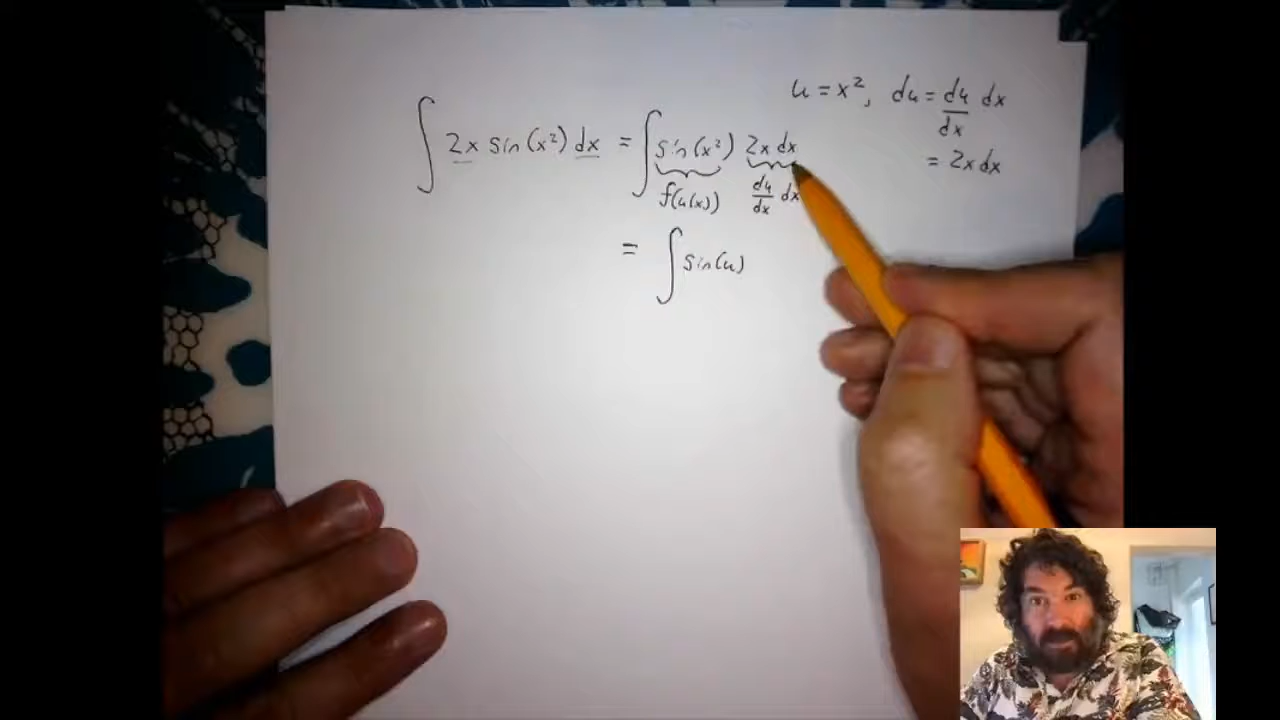 u = x², du = du/dx dx
∫ 2x sin(x²) dx = ∫ sin(x²) 2x dx
= 2x dx
f(u(x)) du/dx dx
= ∫ sin(u)